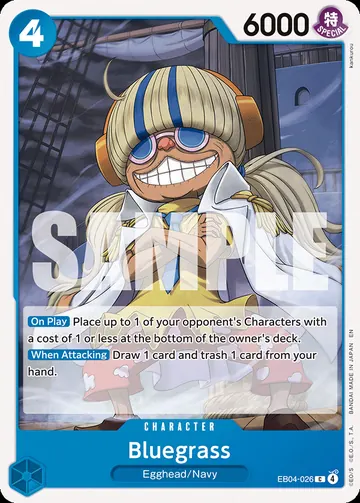 4
6000
特
SPECIAL
kankurou
SAMPLE
On Play Place up to 1 of your opponent's Characters with
a cost of 1 or less at the bottom of the owner's deck.
When Attacking Draw 1 card and trash 1 card from your
hand.
CHARACTER
Bluegrass
Egghead/Navy
EB04-026 C 4
©E.O./S., T.A. BANDAI MADE IN JAPAN EN